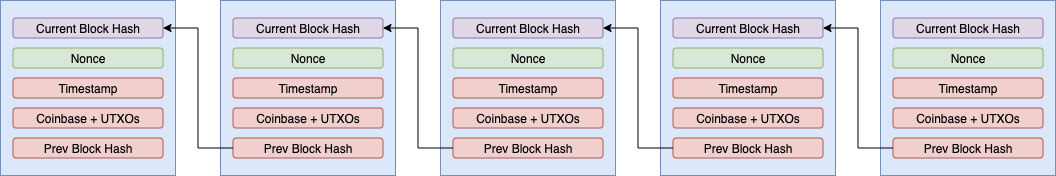 Current Block Hash
Nonce
Timestamp
Coinbase + UTXOs
Prev Block Hash
Current Block Hash
Nonce
Timestamp
Coinbase + UTXOs
Prev Block Hash
Current Block Hash
Nonce
Timestamp
Coinbase + UTXOs
Prev Block Hash
Current Block Hash
Nonce
Timestamp
Coinbase + UTXOs
Prev Block Hash
Current Block Hash
Nonce
Timestamp
Coinbase + UTXOs
Prev Block Hash